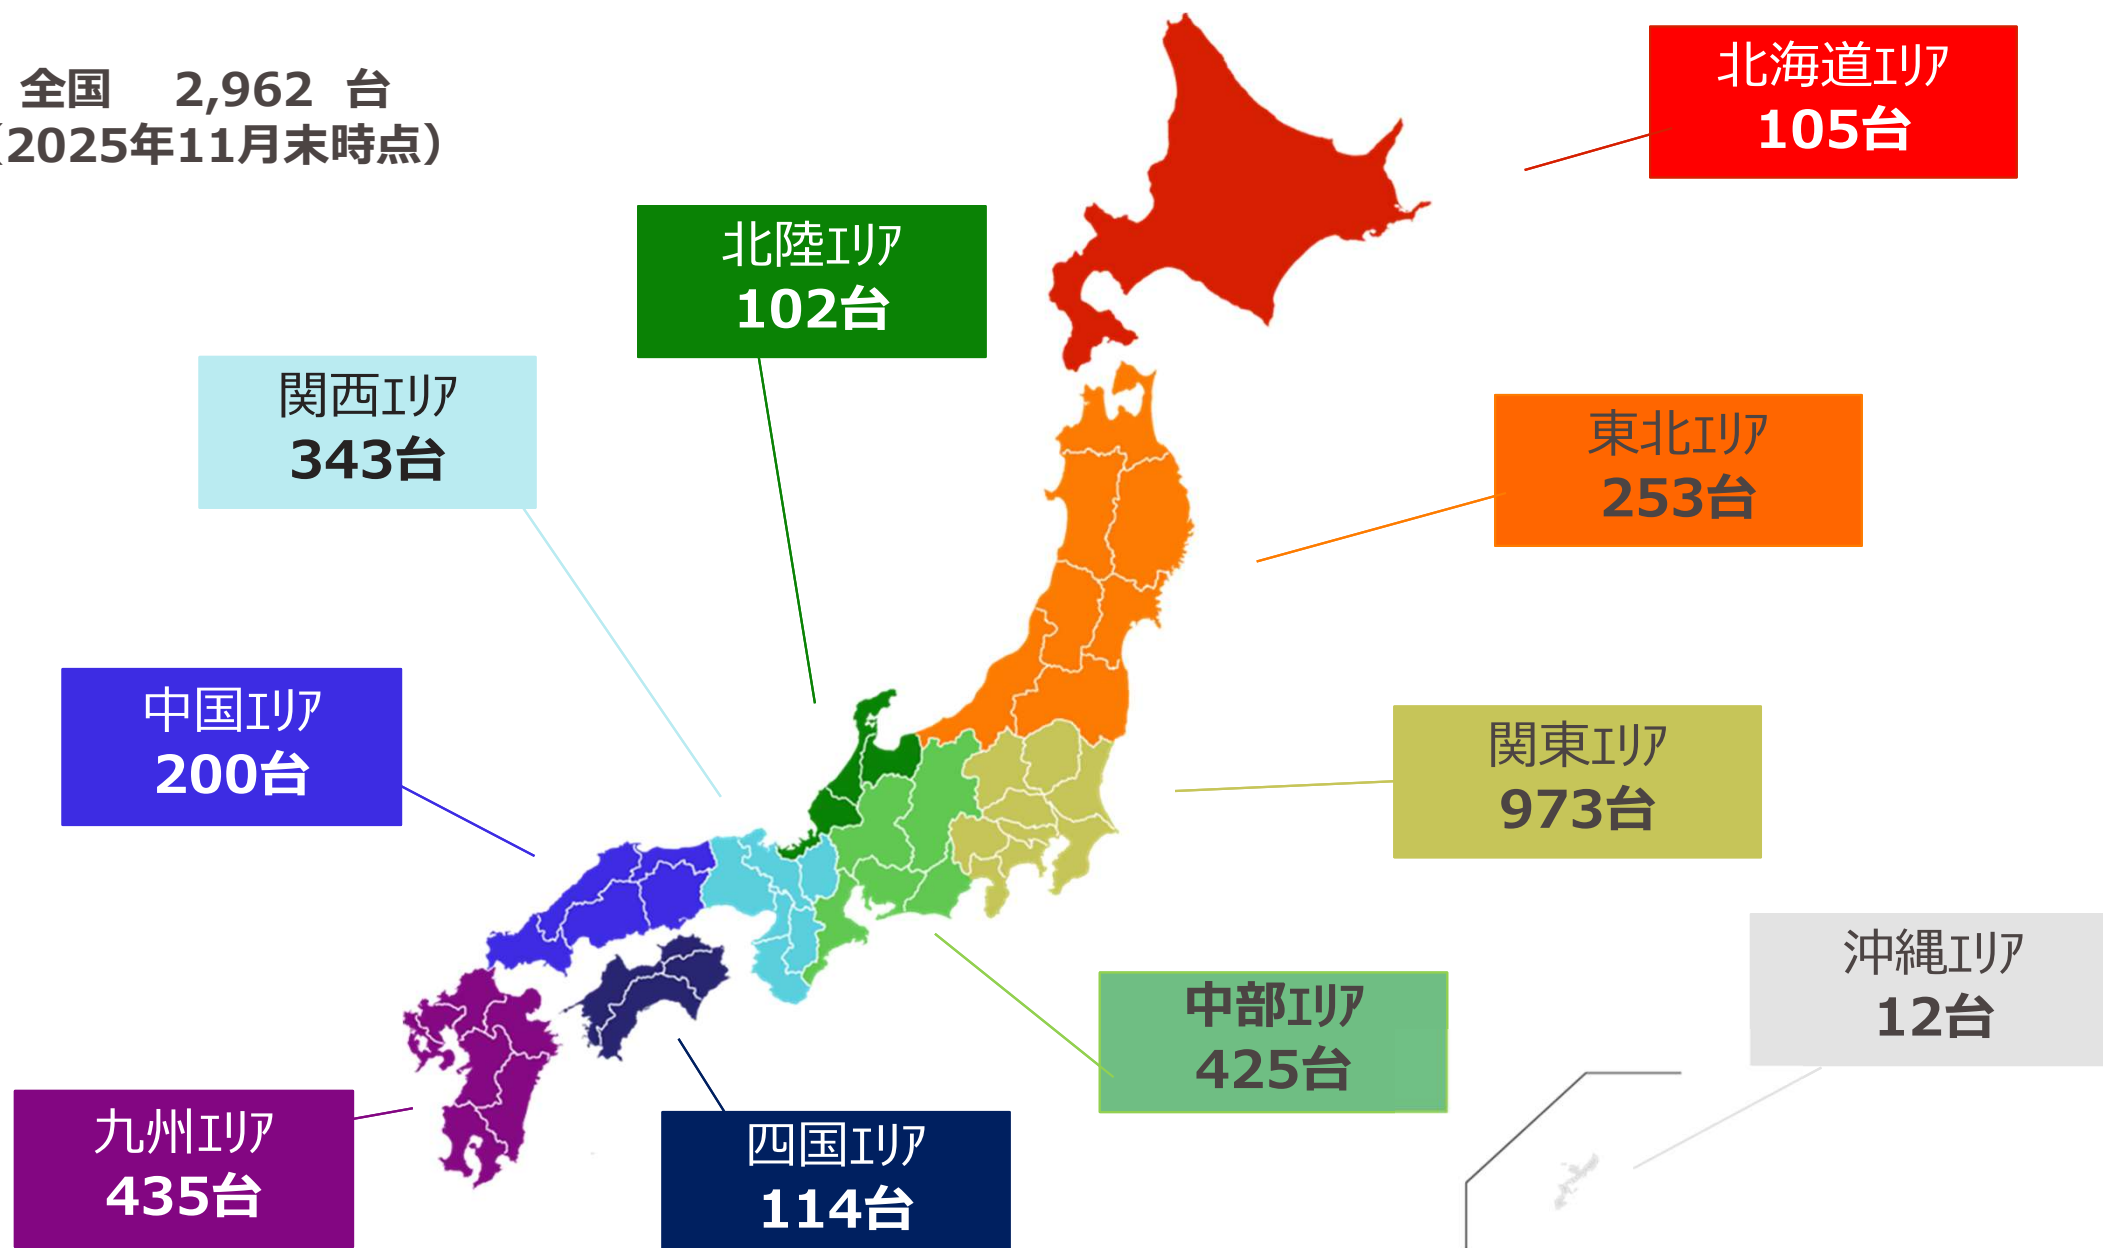 全国 2,962 台
（2025年11月末時点）
北海道ｴﾘｱ
105台
北陸ｴﾘｱ
102台
関西ｴﾘｱ
343台
東北ｴﾘｱ
253台
中国ｴﾘｱ
200台
関東ｴﾘｱ
973台
沖縄ｴﾘｱ
12台
中部ｴﾘｱ
425台
九州ｴﾘｱ
435台
四国ｴﾘｱ
114台